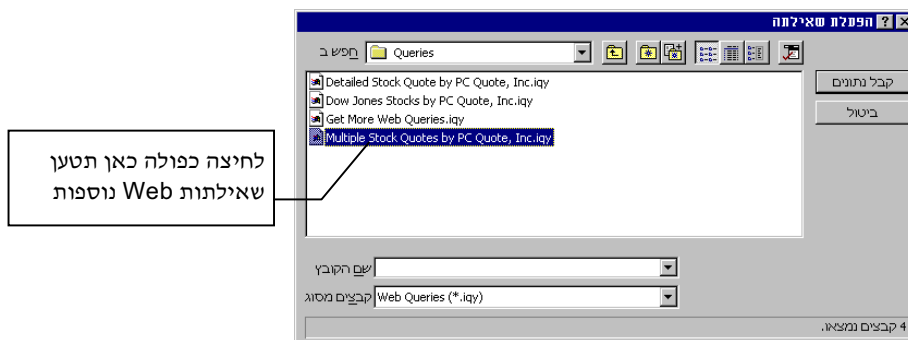 הפעלת שאילתה
חפש ב
Queries
Detailed Stock Quote by PC Quote, Inc.iqy
Dow Jones Stocks by PC Quote, Inc.iqy
Get More Web Queries.iqy
Multiple Stock Quotes by PC Quote, Inc.iqy
קבל נתונים
ביטול
לחיצה כפולה כאן תטען
שאילתות Web נוספות
שם הקובץ
קבצים מסוג
Web Queries (*.iqy)
4 קבצים נמצאו.